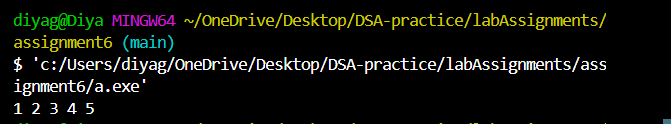 diyag@Diya MINGW64 ~/OneDrive/Desktop/DSA-practice/labAssignments/
assignment6 (main)
$ 'c:/Users/diyag/OneDrive/Desktop/DSA-practice/labAssignments/ass
ignment6/a.exe'
1 2 3 4 5